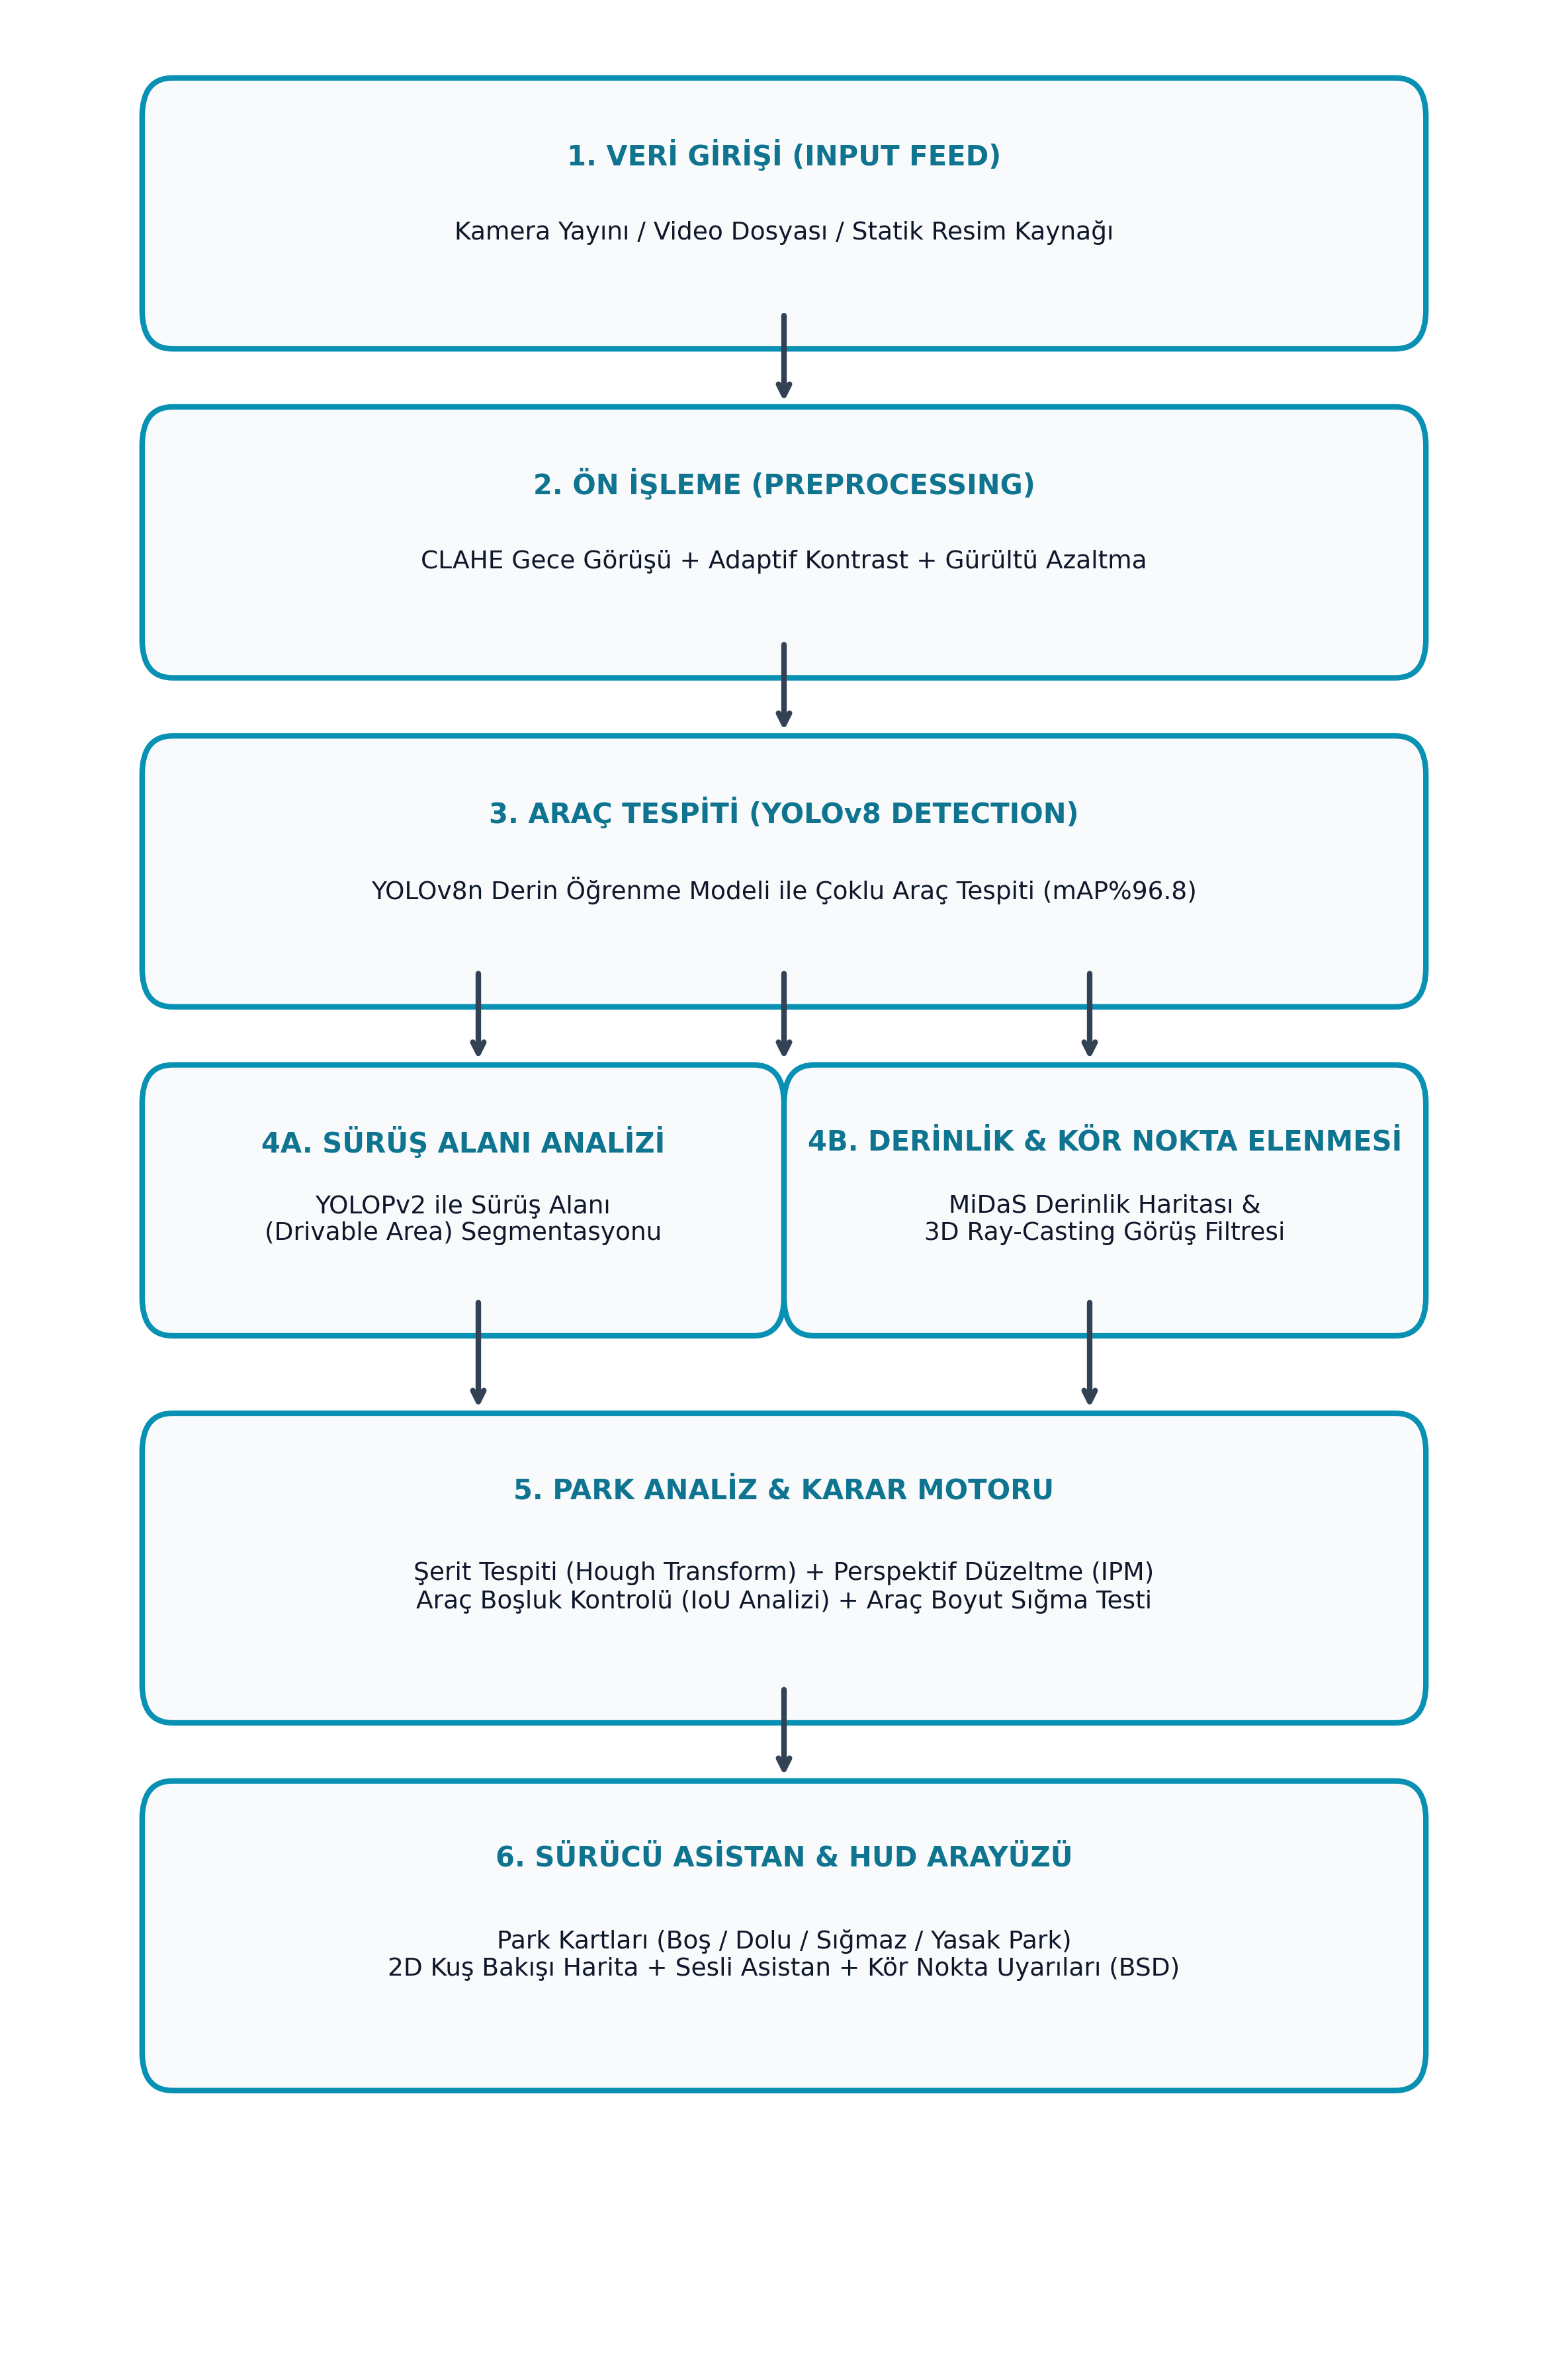 1. VERİ GİRİŞİ (INPUT FEED)
Kamera Yayını / Video Dosyası / Statik Resim Kaynağı
2. ÖN İŞLEME (PREPROCESSING)
CLAHE Gece Görüşü + Adaptif Kontrast + Gürültü Azaltma
3. ARAÇ TESPİTİ (YOLOv8 DETECTION)
YOLOv8n Derin Öğrenme Modeli ile Çoklu Araç Tespiti (mAP%96.8)
4A. SÜRÜŞ ALANI ANALİZİ
YOLOPv2 ile Sürüş Alanı
(Drivable Area) Segmentasyonu
4B. DERİNLİK & KÖR NOKTA ELENMESİ
MiDaS Derinlik Haritası &
3D Ray-Casting Görüş Filtresi
5. PARK ANALİZ & KARAR MOTORU
Şerit Tespiti (Hough Transform) + Perspektif Düzeltme (IPM)
Araç Boşluk Kontrolü (IoU Analizi) + Araç Boyut Sığma Testi
6. SÜRÜCÜ ASİSTAN & HUD ARAYÜZÜ
Park Kartları (Boş / Dolu / Sığmaz / Yasak Park)
2D Kuş Bakışı Harita + Sesli Asistan + Kör Nokta Uyarıları (BSD)